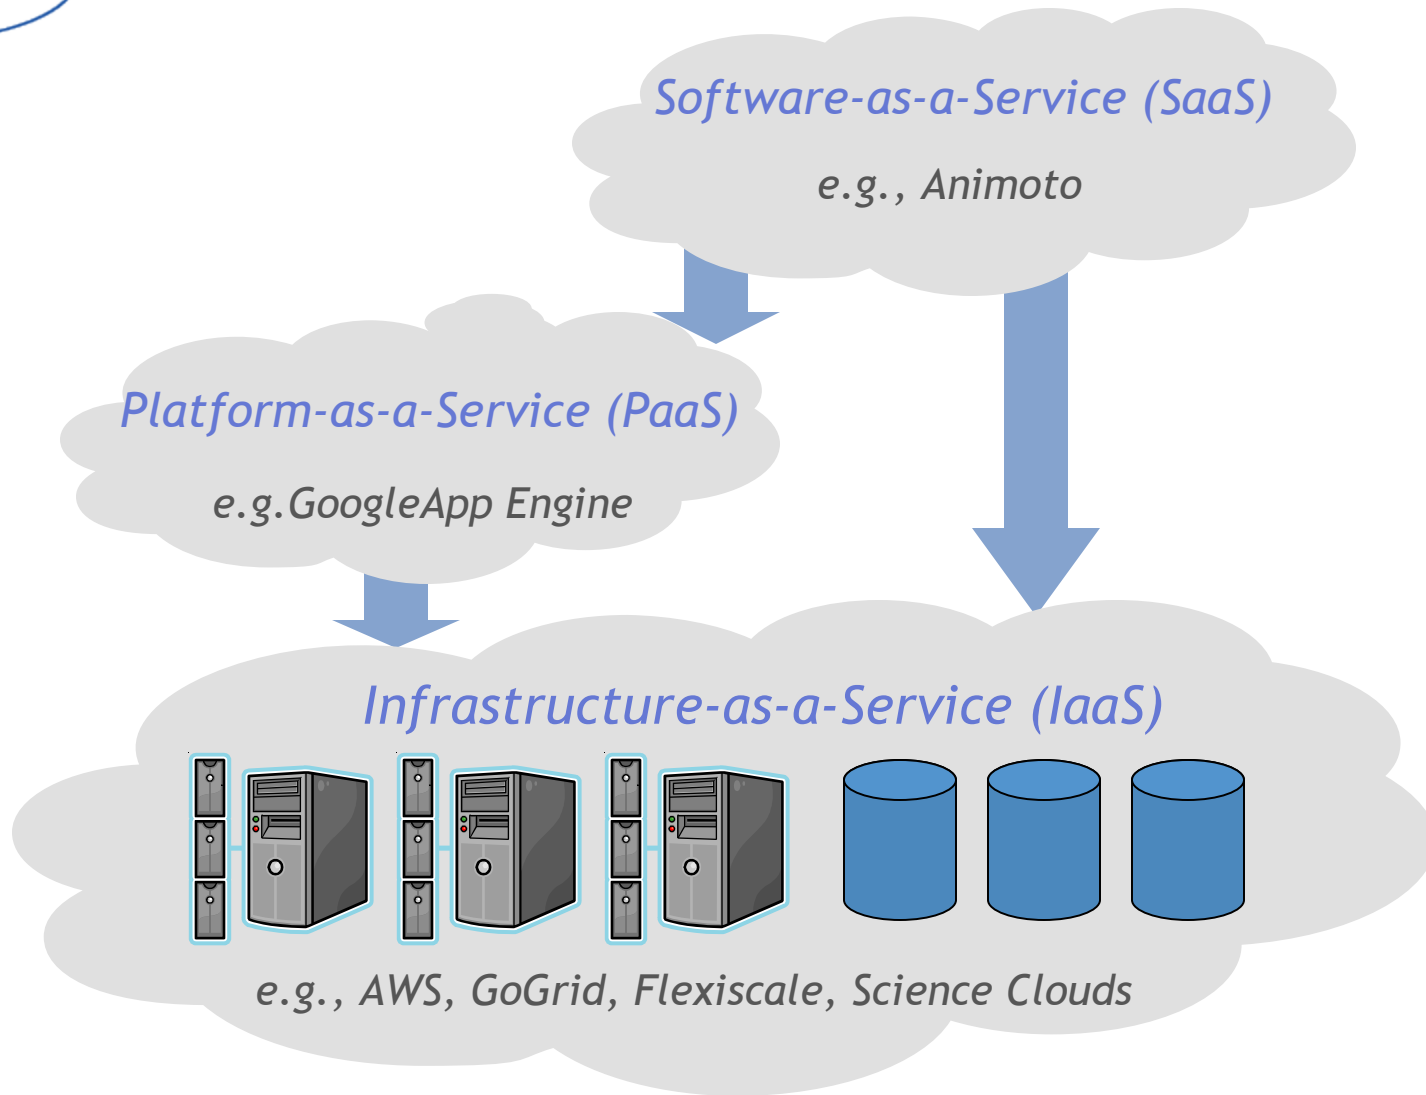 Software-as-a-Service (SaaS)
e.g., Animoto
Platform-as-a-Service (PaaS)
e.g.GoogleApp Engine
Infrastructure-as-a-Service (IaaS)
e.g., AWS, GoGrid, Flexiscale, Science Clouds